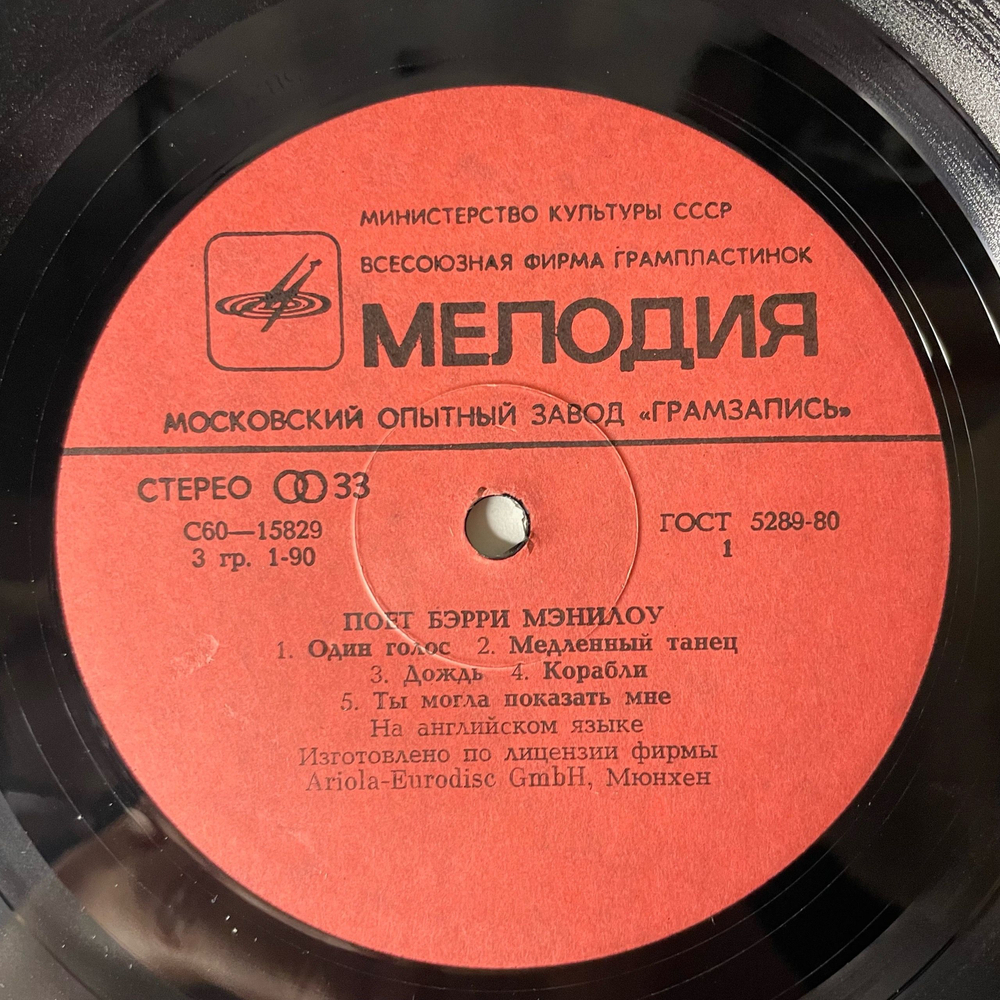 МИНИСТЕРСТВО КУЛЬТУРЫ СССР
ВСЕСОЮЗНАЯ ФИРМА ГРАМПЛАСТИНОК
МЕЛОДИЯ
МОСКОВСКИЙ ОПЫТНЫЙ ЗАВОД «ГРАМЗАПИСЬ»
СТЕРЕО 33
С60—15829
3 гр. 1-90
ГОСТ 5289-80
1
ПОЕТ БЭРРИ МЭНИЛОУ
1. Один голос 2. Медленный танец
3. Дождь 4. Корабли
5. Ты могла показать мне
На английском языке
Изготовлено по лицензии фирмы
Ariola-Eurodisc GmbH, Мюнхен